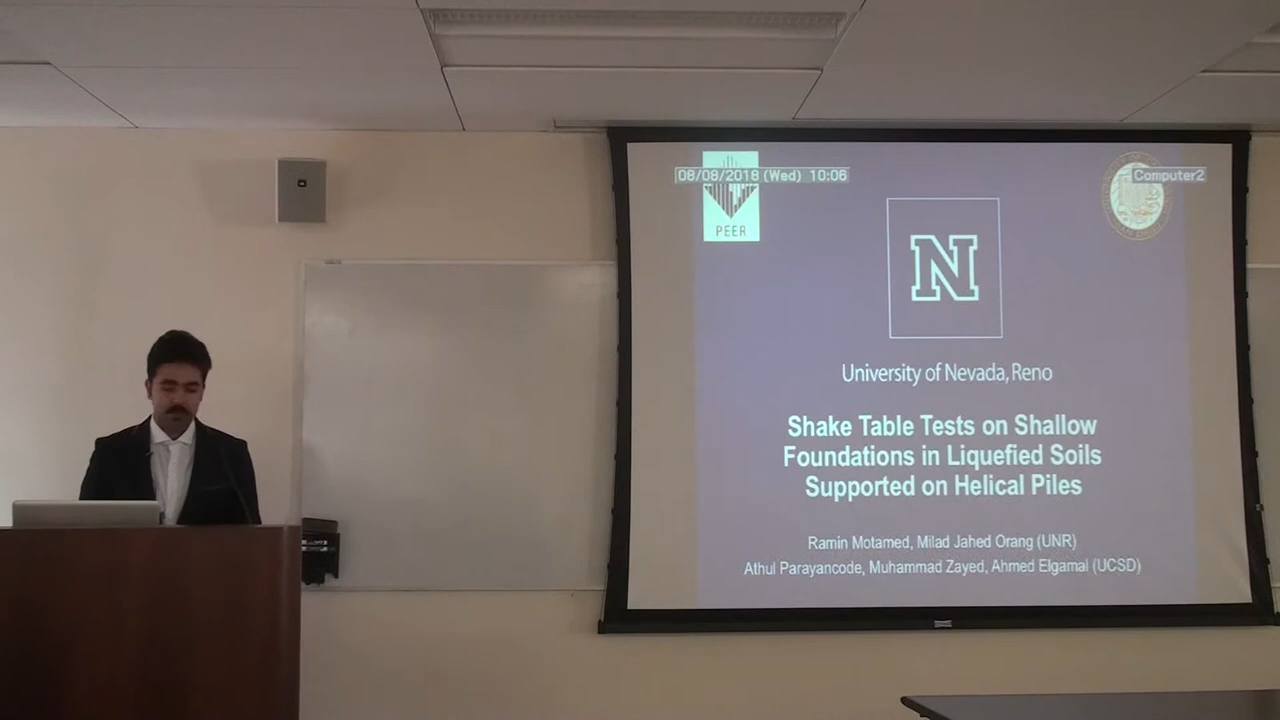 08/08/2018 (Wed) 10:06
Computer2
PEER
N
University of Nevada, Reno
Shake Table Tests on Shallow
Foundations in Liquefied Soils
Supported on Helical Piles
Ramin Motamed, Milad Jahed Orang (UNR)
Athul Parayancode, Muhammad Zayed, Ahmed Elgamal (UCSD)